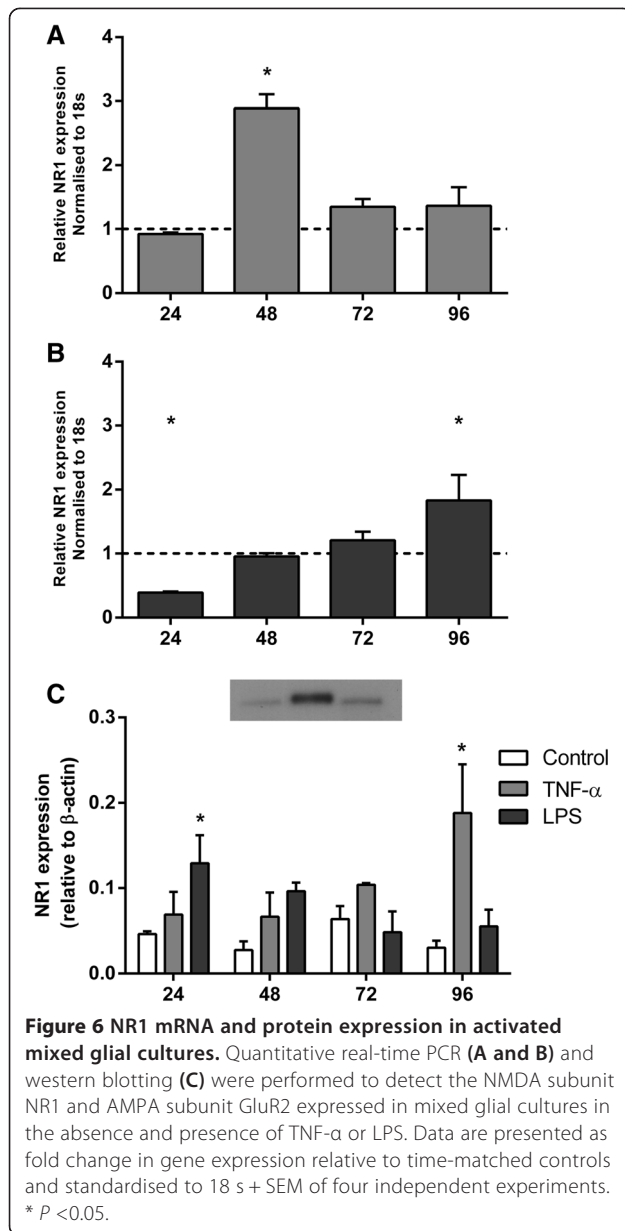 A
Relative NR1 expression
Normalised to 18s
4
3
2
1
0
*
24 48 72 96
B
Relative NR1 expression
Normalised to 18s
4
3
2
1
0
* *
24 48 72 96
C
NR1 expression
(relative to β-actin)
0.3
0.2
0.1
0.0
* *
Control
TNF-α
LPS
24 48 72 96
Figure 6 NR1 mRNA and protein expression in activated
mixed glial cultures. Quantitative real-time PCR (A and B) and
western blotting (C) were performed to detect the NMDA subunit
NR1 and AMPA subunit GluR2 expressed in mixed glial cultures in
the absence and presence of TNF-α or LPS. Data are presented as
fold change in gene expression relative to time-matched controls
and standardised to 18 s + SEM of four independent experiments.
* P <0.05.